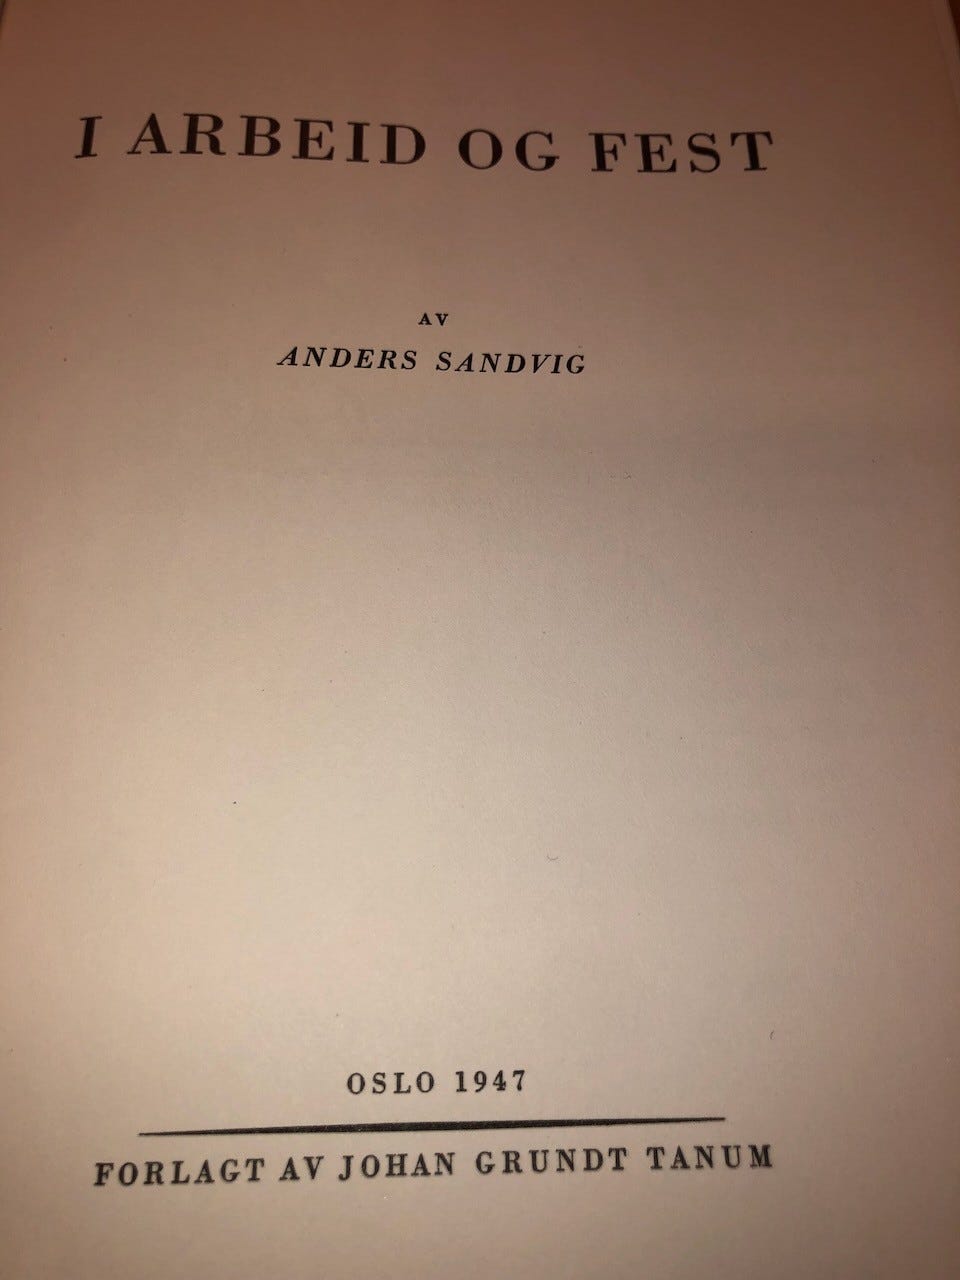 I ARBEID OG FEST
AV
ANDERS SANDVIG
OSLO 1947
FORLAGT AV JOHAN GRUNDT TANUM